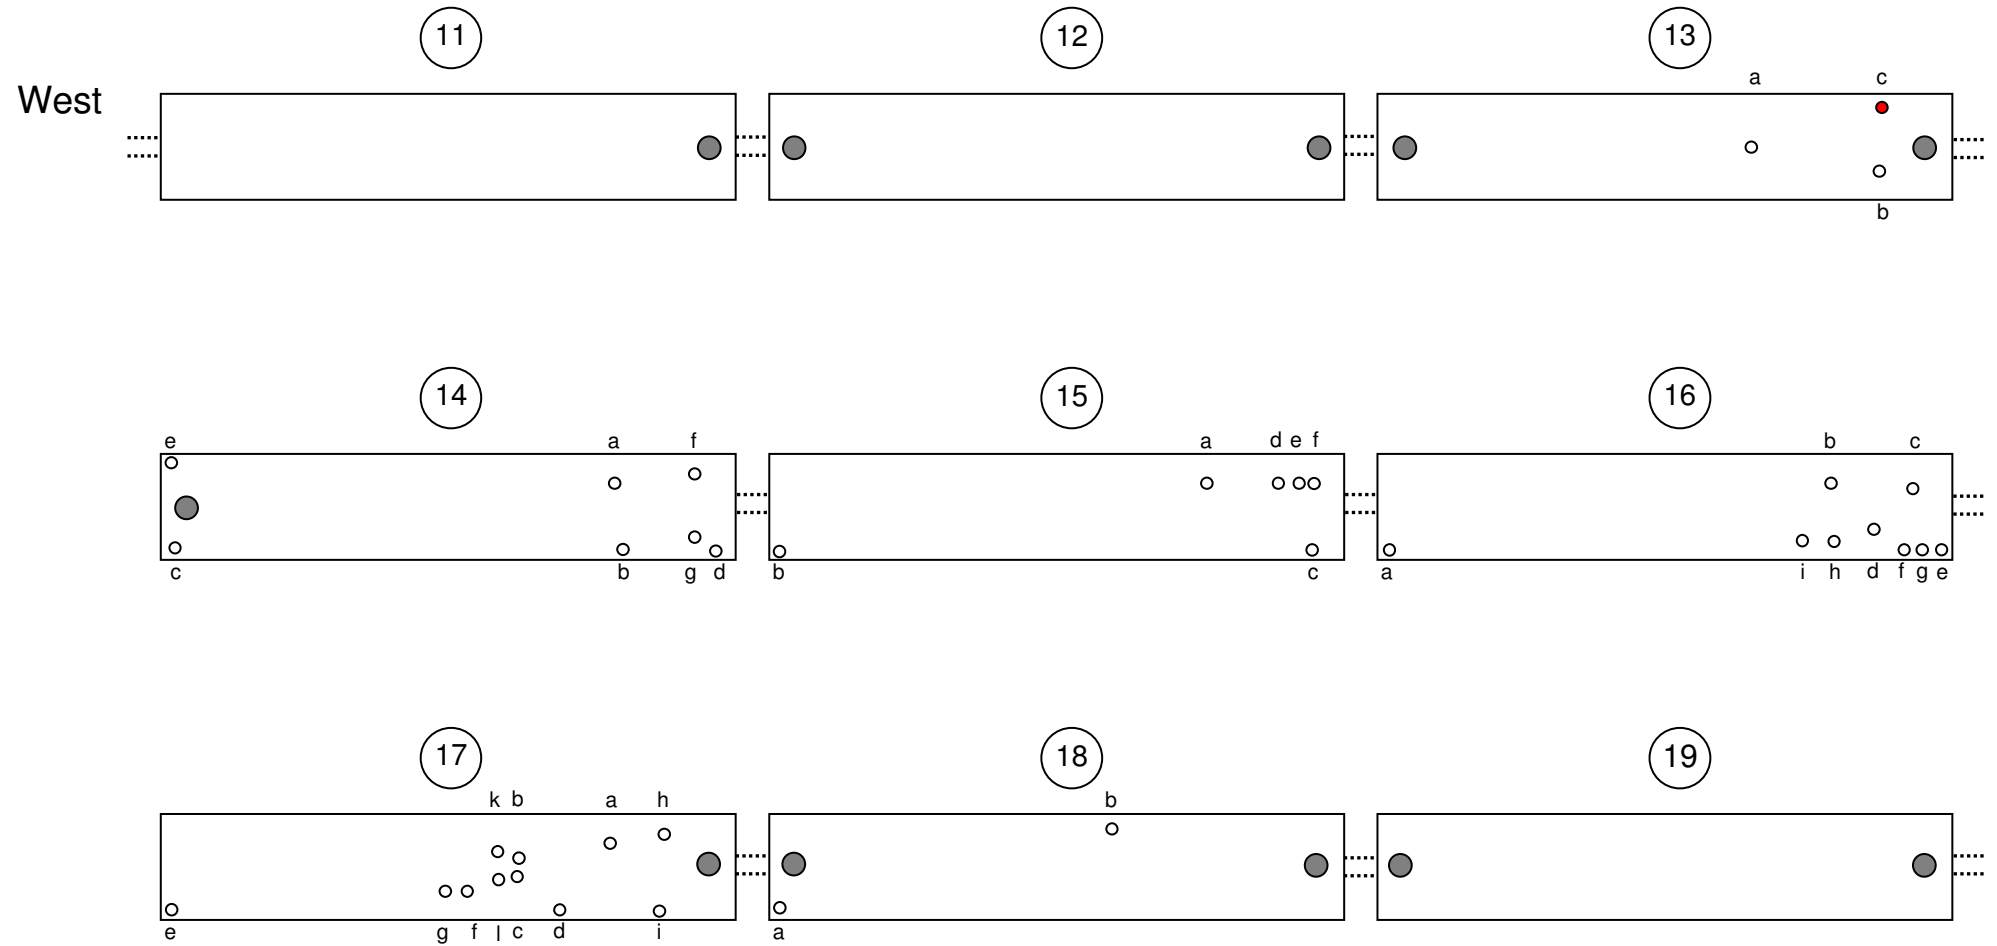 11 12 13
a c
West
b
14 15 16
e a f a d e f b c
c b g d b c a i h d f g e
17 18 19
k b a h b
e g f l c d i a